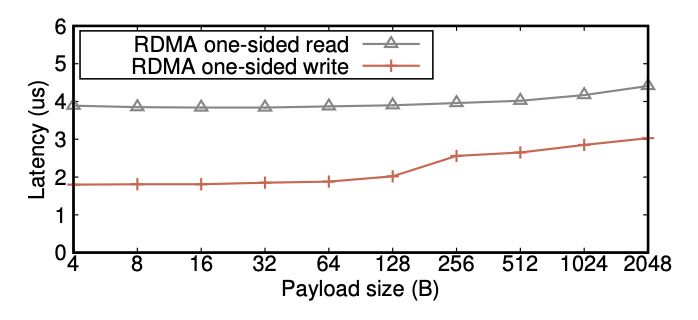 6
5
4
3
2
1
0
Latency (us)
RDMA one-sided read
RDMA one-sided write
4 8 16 32 64 128 256 512 1024 2048
Payload size (B)